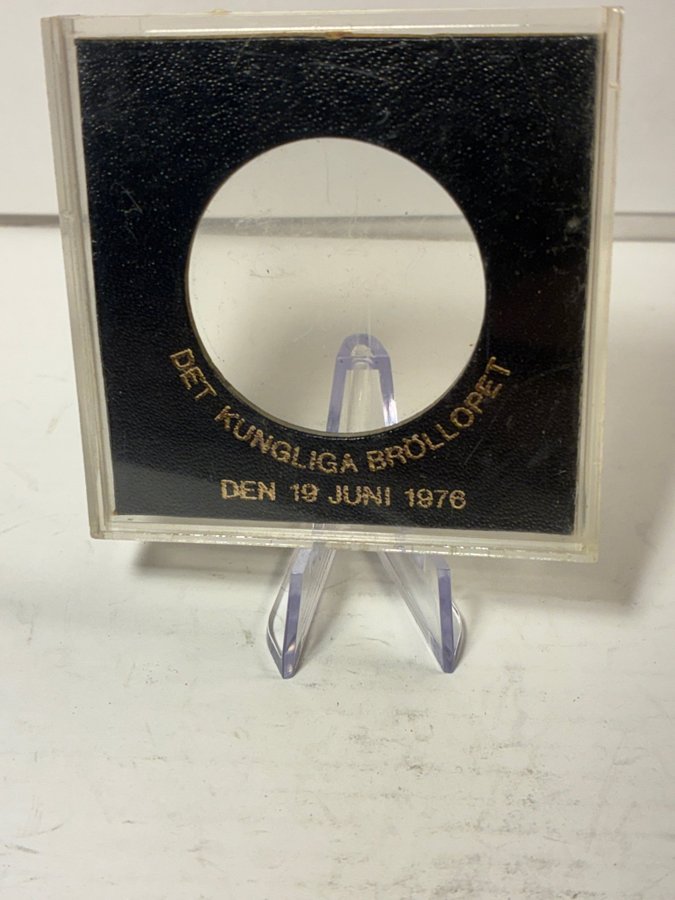 DET KUNGLIGA BRÖLLOPET
DEN 19 JUNI 1976